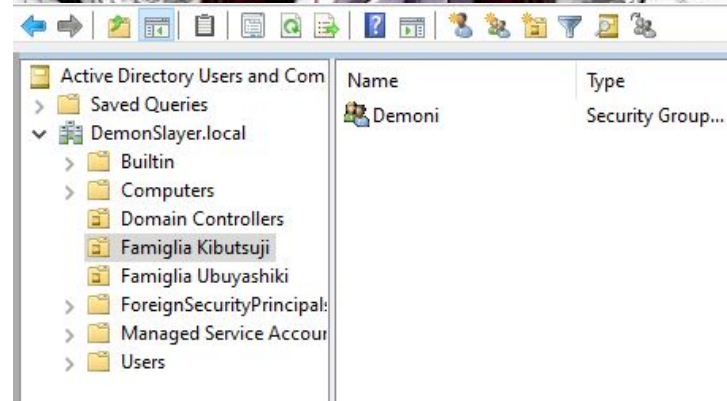 Active Directory Users and Com
Saved Queries
DemonSlayer.local
Builtin
Computers
Domain Controllers
Famiglia Kibutsuji
Famiglia Ubuyashiki
ForeignSecurityPrincipals
Managed Service Accour
Users
Name Type
Demoni Security Group...